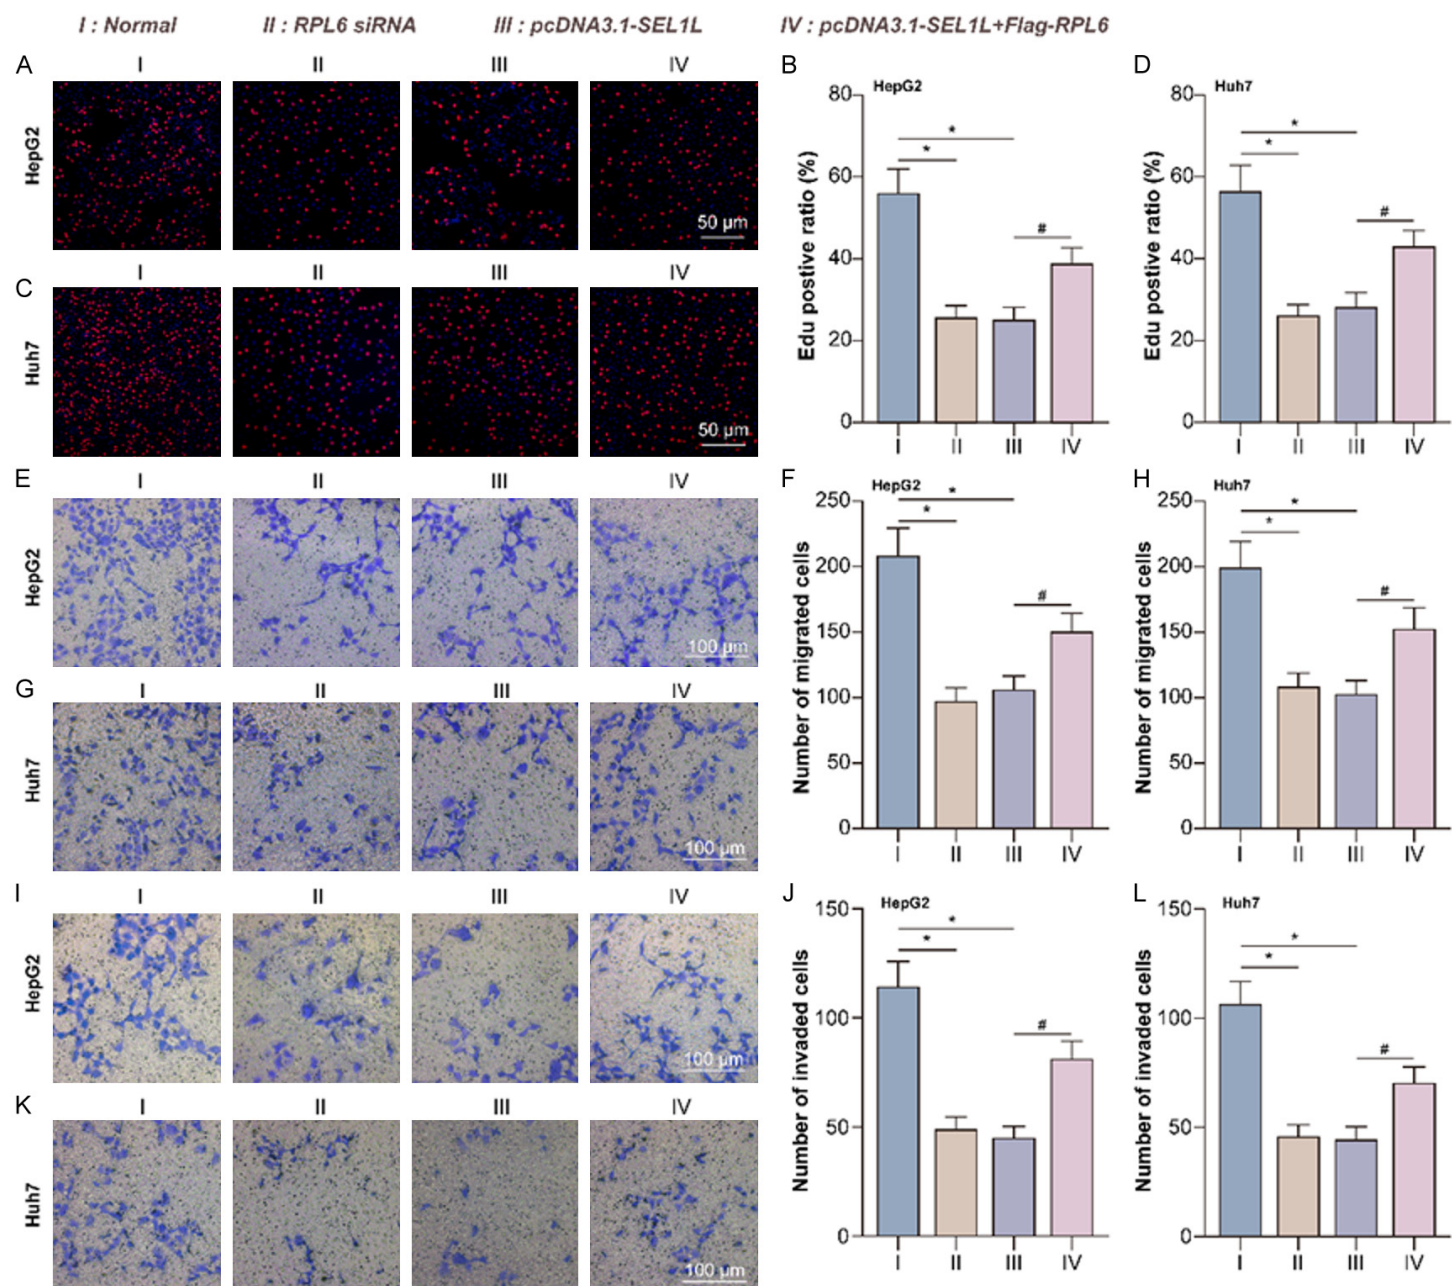 I : Normal II : RPL6 siRNA III : pcDNA3.1-SEL1L IV : pcDNA3.1-SEL1L+Flag-RPL6
A I II III IV
HepG2
50 µm
B HepG2
Edu postive ratio (%)
80
60
40
20
0
* * #
I II III IV
D Huh7
Edu postive ratio (%)
80
60
40
20
0
* * #
I II III IV
C I II III IV
Huh7
50 µm
E I II III IV
HepG2
100 µm
F HepG2
Number of migrated cells
250
200
150
100
50
0
* * #
I II III IV
H Huh7
Number of migrated cells
250
200
150
100
50
0
* * #
I II III IV
G I II III IV
Huh7
100 µm
I I II III IV
HepG2
100 µm
J HepG2
Number of invaded cells
150
100
50
0
* * #
I II III IV
L Huh7
Number of invaded cells
150
100
50
0
* * #
I II III IV
K I II III IV
Huh7
100 µm